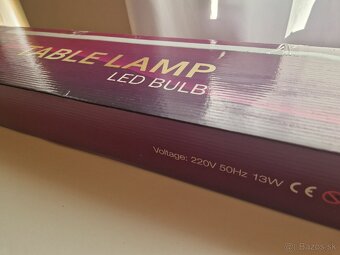 TABLE LAMP
LED BULB
Voltage: 220V 50Hz 13W CE
Bazos.sk